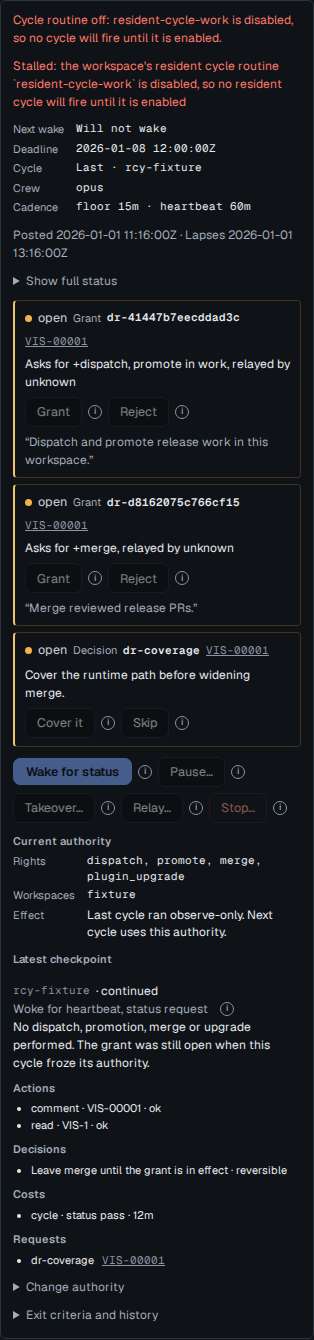 Cycle routine off: resident-cycle-work is disabled,
so no cycle will fire until it is enabled.
Stalled: the workspace's resident cycle routine
`resident-cycle-work` is disabled, so no resident
cycle will fire until it is enabled
Next wake Will not wake
Deadline 2026-01-08 12:00:00Z
Cycle Last · rcy-fixture
Crew opus
Cadence floor 15m · heartbeat 60m
Posted 2026-01-01 11:16:00Z · Lapses 2026-01-01
13:16:00Z
Show full status
open Grant dr-41447b7eecddad3c
VIS-00001
Asks for +dispatch, promote in work, relayed by
unknown
Grant Reject
“Dispatch and promote release work in this
workspace.”
open Grant dr-d8162075c766cf15
VIS-00001
Asks for +merge, relayed by unknown
Grant Reject
“Merge reviewed release PRs.”
open Decision dr-coverage VIS-00001
Cover the runtime path before widening
merge.
Cover it Skip
Wake for status Pause…
Takeover… Relay… Stop…
Current authority
Rights dispatch, promote, merge,
plugin_upgrade
Workspaces fixture
Effect Last cycle ran observe-only. Next
cycle uses this authority.
Latest checkpoint
rcy-fixture · continued
Woke for heartbeat, status request
No dispatch, promotion, merge or upgrade
performed. The grant was still open when this
cycle froze its authority.
Actions
comment · VIS-00001 · ok
read · VIS-1 · ok
Decisions
Leave merge until the grant is in effect · reversible
Costs
cycle · status pass · 12m
Requests
dr-coverage VIS-00001
Change authority
Exit criteria and history